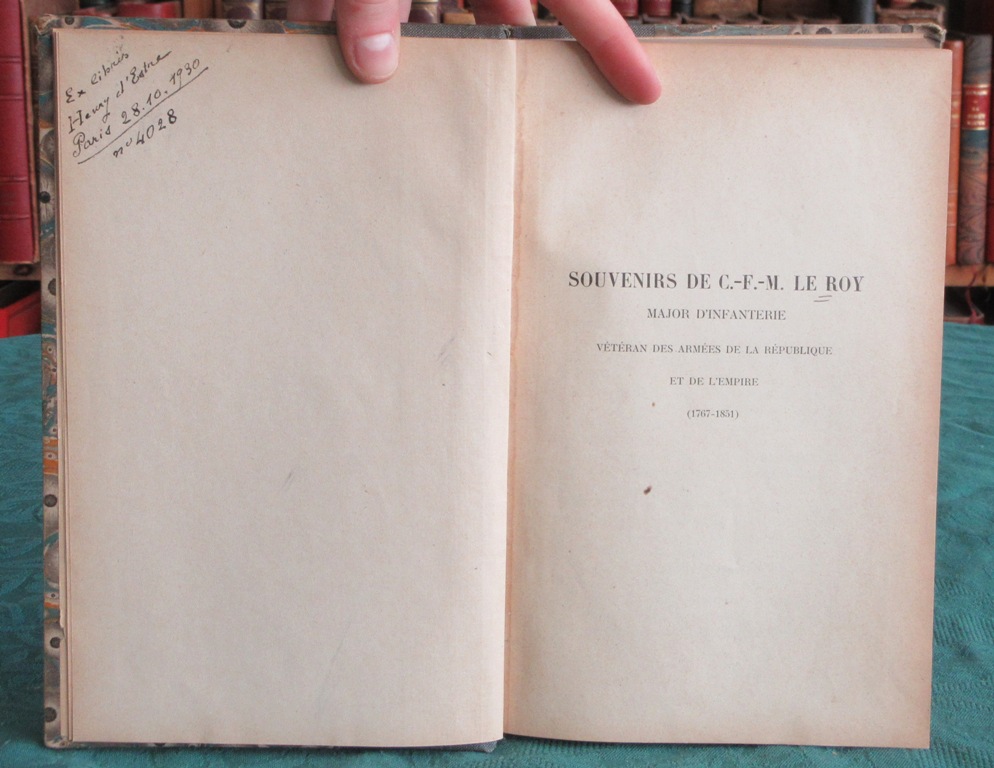 Ex libris
Henry d'Estre
Paris 28.10.1930
no 4028
SOUVENIRS DE C.-F.-M. LE ROY
MAJOR D'INFANTERIE
VÉTÉRAN DES ARMÉES DE LA RÉPUBLIQUE
ET DE L'EMPIRE
(1767-1851)